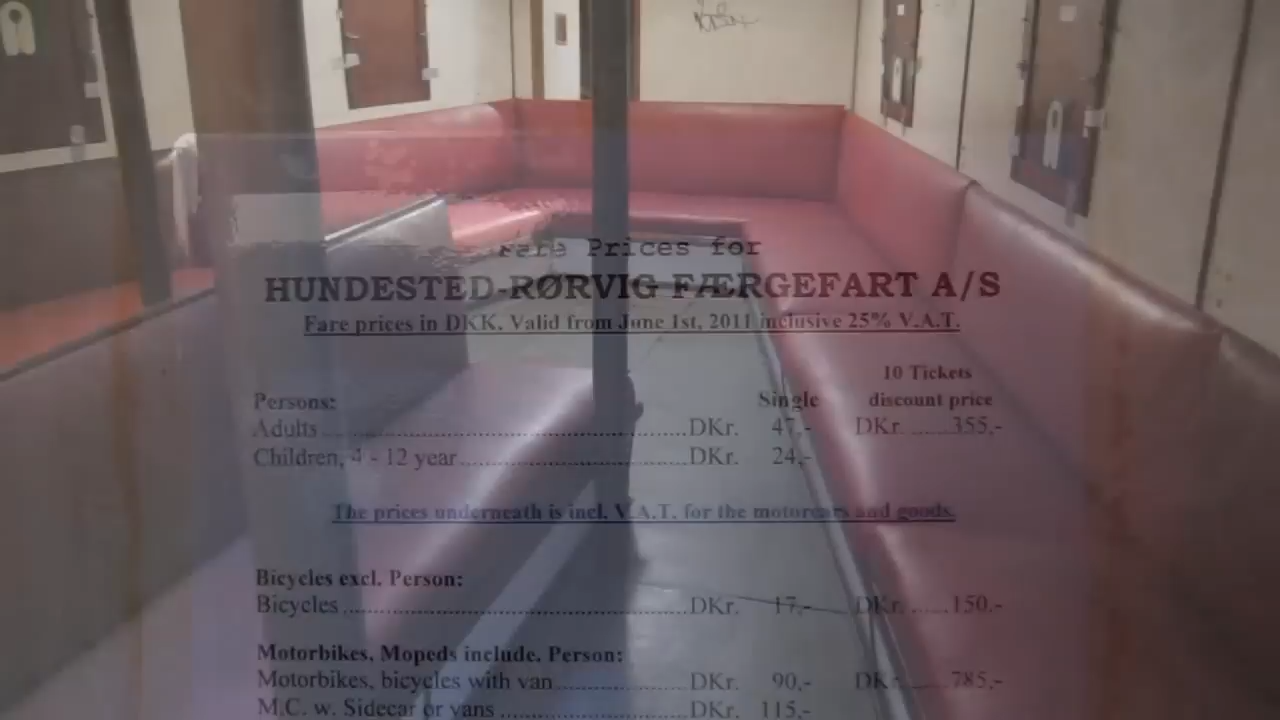 Fare Prices for
HUNDESTED-RØRVIG FÆRGEFART A/S
Fare prices in DKK. Valid from June 1st, 2011 inclusive 25% V.A.T.
10 Tickets
Persons: Single discount price
Adults........................DKr. 47,- DKr. ......355,-
Children, 4 - 12 year........................DKr. 24,-
The prices underneath is incl. V.A.T. for the motorcars and goods.
Bicycles excl. Person:
Bicycles........................DKr. 17,- DKr. ......150,-
Motorbikes, Mopeds include. Person:
Motorbikes, bicycles with van........................DKr. 90,- DKr. ......785,-
M.C. w. Sidecar or vans........................DKr. 115,-